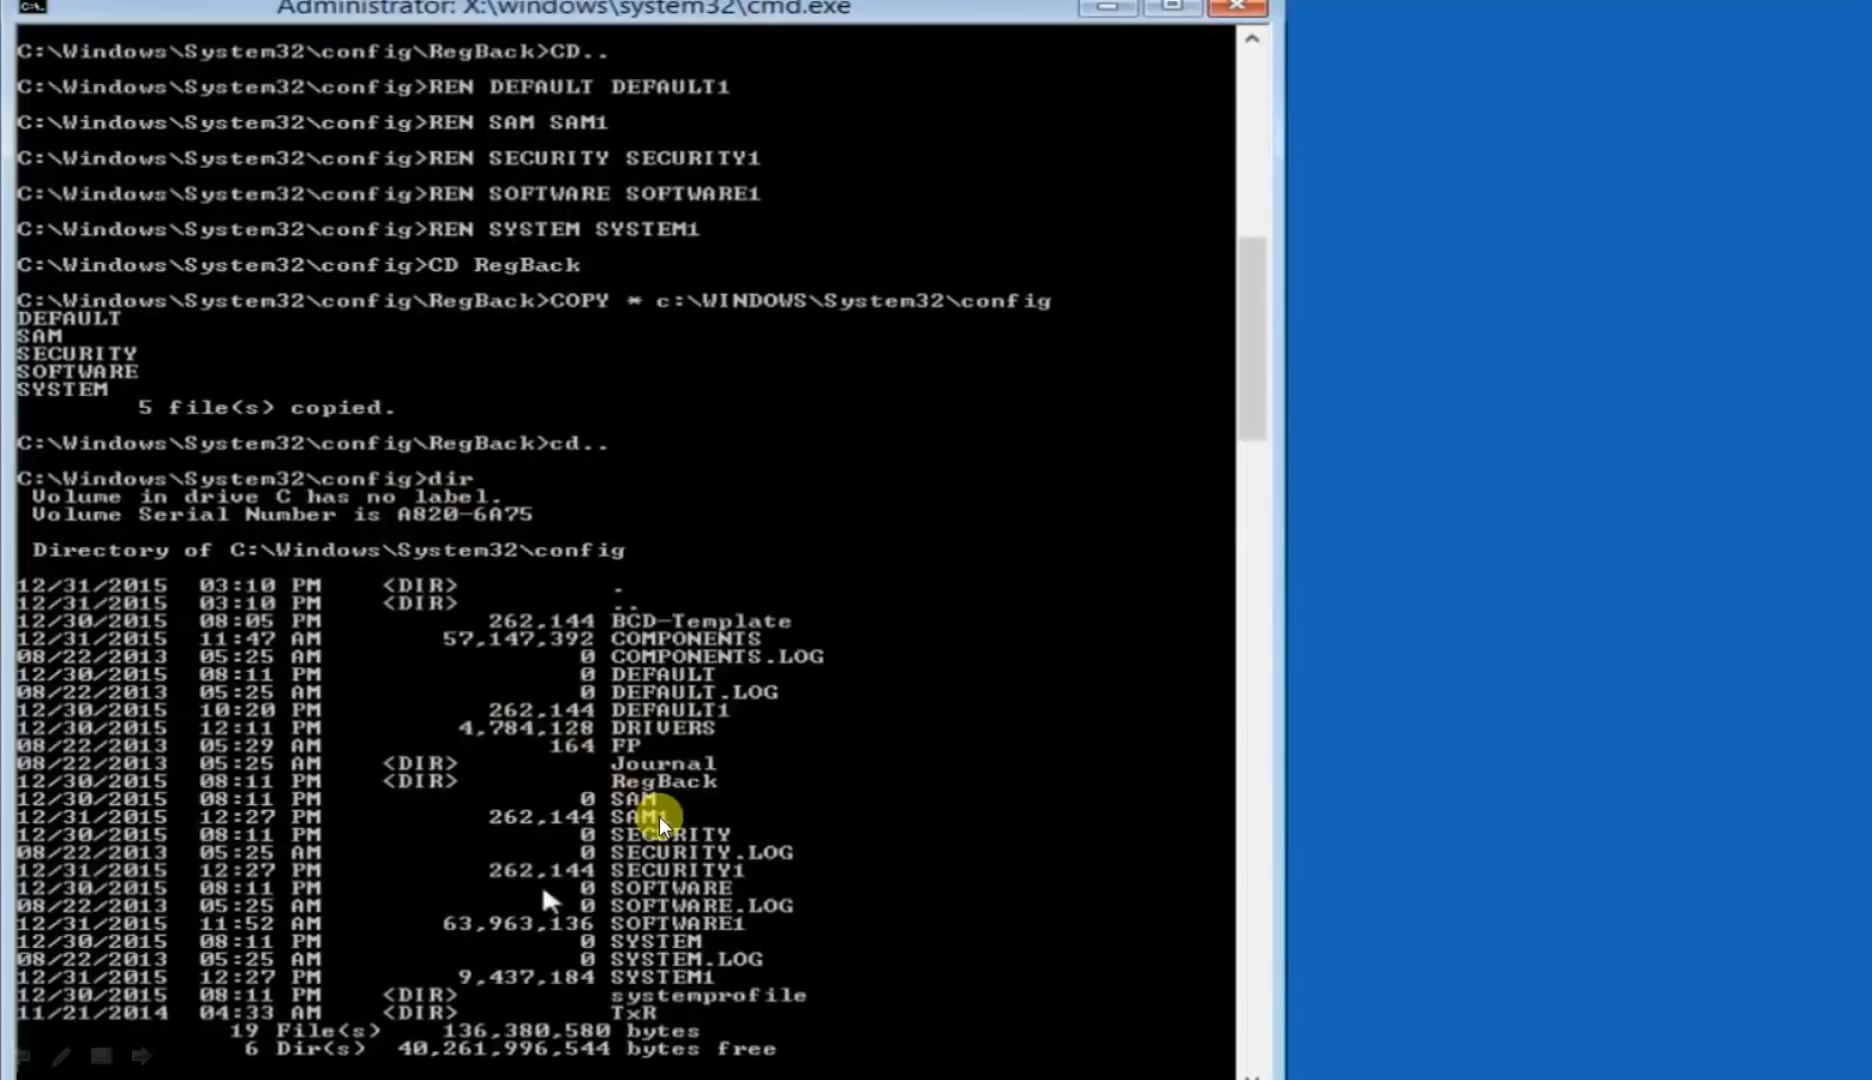 Administrator: X:\windows\system32\cmd.exe
C:\Windows\System32\config\RegBack>CD..
C:\Windows\System32\config>REN DEFAULT DEFAULT1
C:\Windows\System32\config>REN SAM SAM1
C:\Windows\System32\config>REN SECURITY SECURITY1
C:\Windows\System32\config>REN SOFTWARE SOFTWARE1
C:\Windows\System32\config>REN SYSTEM SYSTEM1
C:\Windows\System32\config>CD RegBack
C:\Windows\System32\config\RegBack>COPY * c:\WINDOWS\System32\config
DEFAULT
SAM
SECURITY
SOFTWARE
SYSTEM
5 file(s) copied.
C:\Windows\System32\config\RegBack>cd..
C:\Windows\System32\config>dir
Volume in drive C has no label.
Volume Serial Number is A820-6A75
Directory of C:\Windows\System32\config
12/31/2015 03:10 PM <DIR> .
12/31/2015 03:10 PM <DIR> ..
12/30/2015 08:05 PM 262,144 BCD-Template
12/31/2015 11:47 AM 57,147,392 COMPONENTS
08/22/2013 05:25 AM 0 COMPONENTS.LOG
12/30/2015 08:11 PM 0 DEFAULT
08/22/2013 05:25 AM 0 DEFAULT.LOG
12/30/2015 10:20 PM 262,144 DEFAULT1
12/30/2015 12:11 PM 4,784,128 DRIVERS
08/22/2013 05:29 AM 164 FP
08/22/2013 05:25 AM <DIR> Journal
12/30/2015 08:11 PM <DIR> RegBack
12/30/2015 08:11 PM 0 SAM
12/31/2015 12:27 PM 262,144 SAM1
12/30/2015 08:11 PM 0 SECURITY
08/22/2013 05:25 AM 0 SECURITY.LOG
12/31/2015 12:27 PM 262,144 SECURITY1
12/30/2015 08:11 PM 0 SOFTWARE
08/22/2013 05:25 AM 0 SOFTWARE.LOG
12/31/2015 11:52 AM 63,963,136 SOFTWARE1
12/30/2015 08:11 PM 0 SYSTEM
08/22/2013 05:25 AM 0 SYSTEM.LOG
12/31/2015 12:27 PM 9,437,184 SYSTEM1
12/30/2015 08:11 PM <DIR> systemprofile
11/21/2014 04:33 AM <DIR> TxR
19 File(s) 136,380,580 bytes
6 Dir(s) 40,261,996,544 bytes free